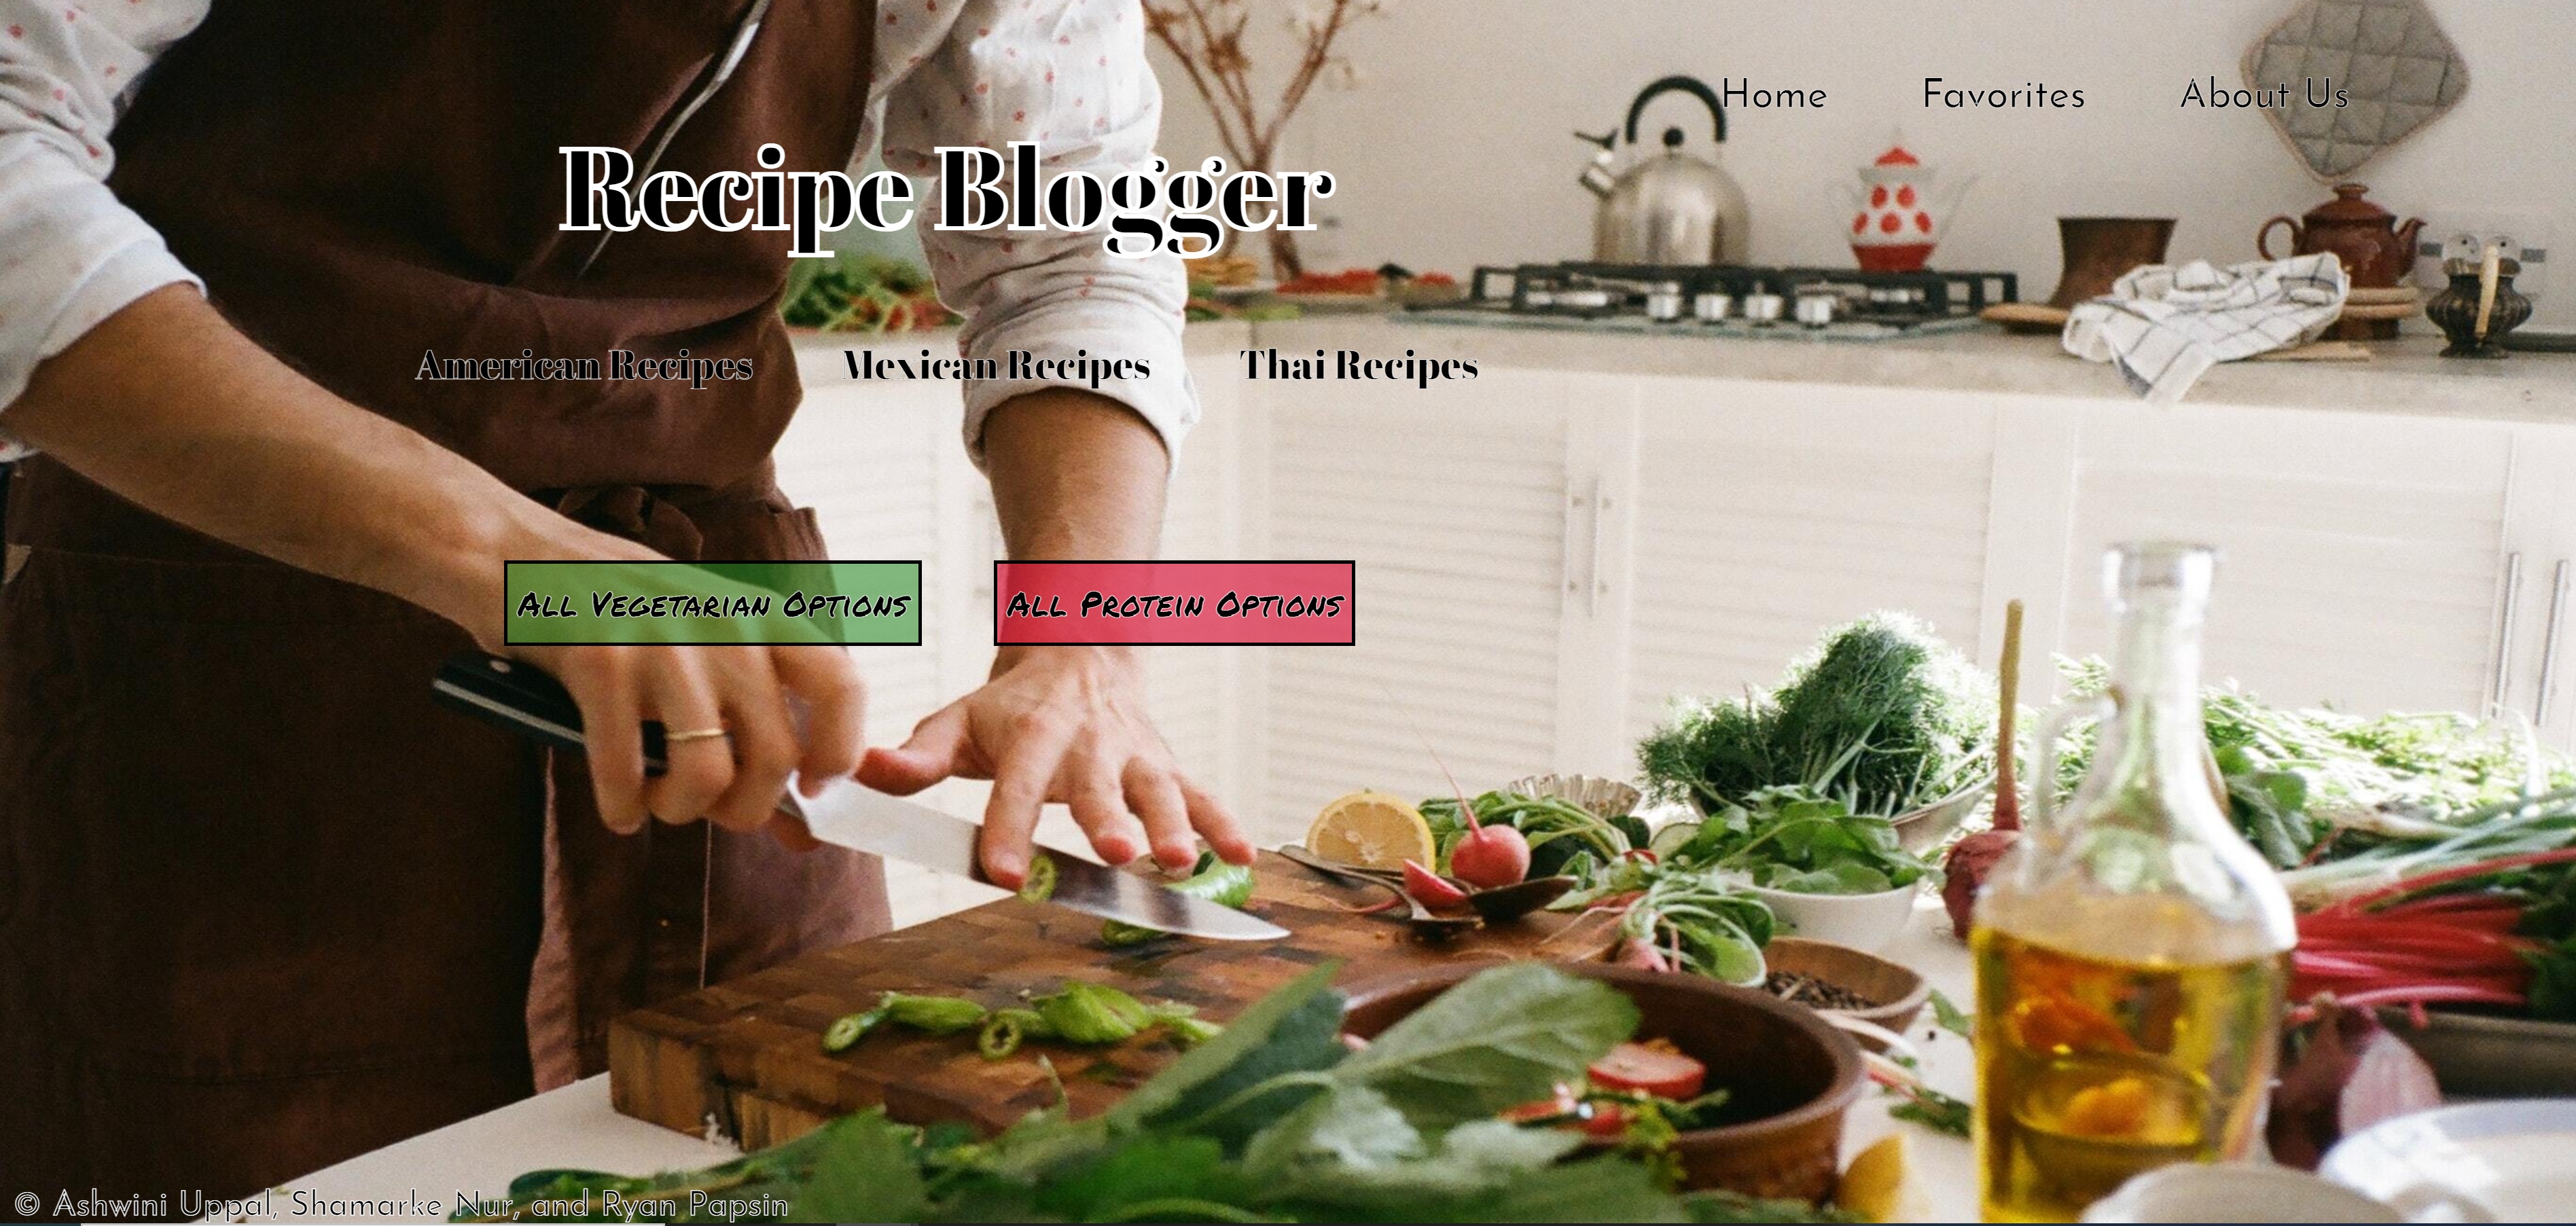 Home Favorites About Us
Recipe Blogger
American Recipes Mexican Recipes Thai Recipes
All Vegetarian Options All Protein Options
© Ashwini Uppal, Shamarke Nur, and Ryan Papsin